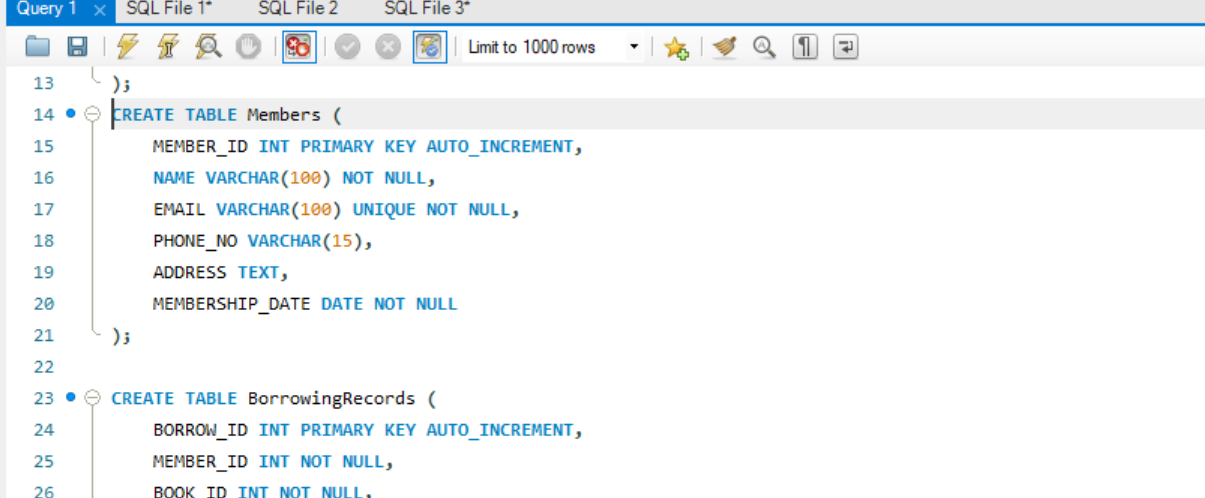 Query 1 × SQL File 1* SQL File 2 SQL File 3*
Limit to 1000 rows
13 );
14 CREATE TABLE Members (
15 MEMBER_ID INT PRIMARY KEY AUTO_INCREMENT,
16 NAME VARCHAR(100) NOT NULL,
17 EMAIL VARCHAR(100) UNIQUE NOT NULL,
18 PHONE_NO VARCHAR(15),
19 ADDRESS TEXT,
20 MEMBERSHIP_DATE DATE NOT NULL
21 );
22
23 CREATE TABLE BorrowingRecords (
24 BORROW_ID INT PRIMARY KEY AUTO_INCREMENT,
25 MEMBER_ID INT NOT NULL,
26 BOOK_ID INT NOT NULL,